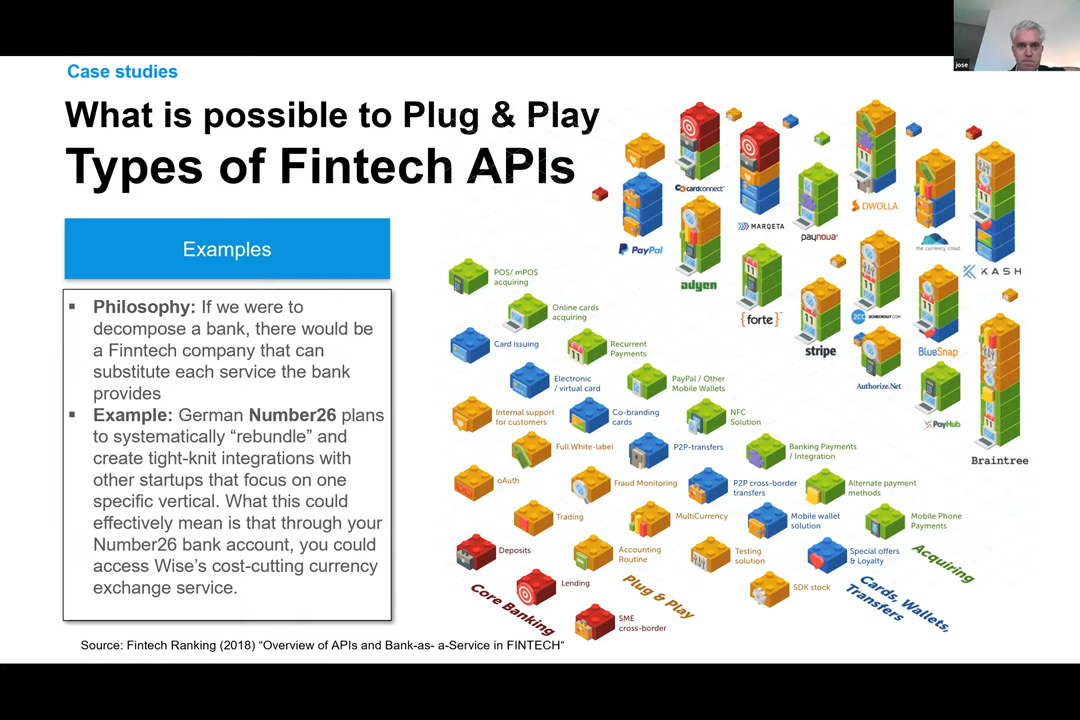 jose
Case studies
What is possible to Plug & Play
Types of Fintech APIs
Examples
▪ Philosophy: If we were to
decompose a bank, there would be
a Finntech company that can
substitute each service the bank
provides
▪ Example: German Number26 plans
to systematically “rebundle” and
create tight-knit integrations with
other startups that focus on one
specific vertical. What this could
effectively mean is that through your
Number26 bank account, you could
access Wise’s cost-cutting currency
exchange service.
cardconnect
MARQETA
PayPal
paynova
DWOLLA
the currency cloud
KASH
adyen
{forte}
stripe
2CO 2CHECKOUT.COM
BlueSnap
Authorize.Net
PayHub
Braintree
POS/ mPOS
acquiring
Online cards
acquiring
Card issuing
Recurrent
Payments
Electronic
/ virtual card
PayPal / Other
Mobile Wallets
Internal support
for customers
Co-branding
cards
NFC
Solution
Full White-label
P2P-transfers
Banking Payments
/ Integration
oAuth
Fraud Monitoring
P2P cross-border
transfers
Alternate payment
methods
Trading
MultiCurrency
Mobile wallet
solution
Mobile Phone
Payments
Deposits
Accounting
Routine
Testing
solution
Special offers
& Loyalty
Acquiring
Lending
SDK stock
Core Banking
Plug & Play
Cards, Wallets,
Transfers
SME
cross-border
Source: Fintech Ranking (2018) “Overview of APIs and Bank-as- a-Service in FINTECH“